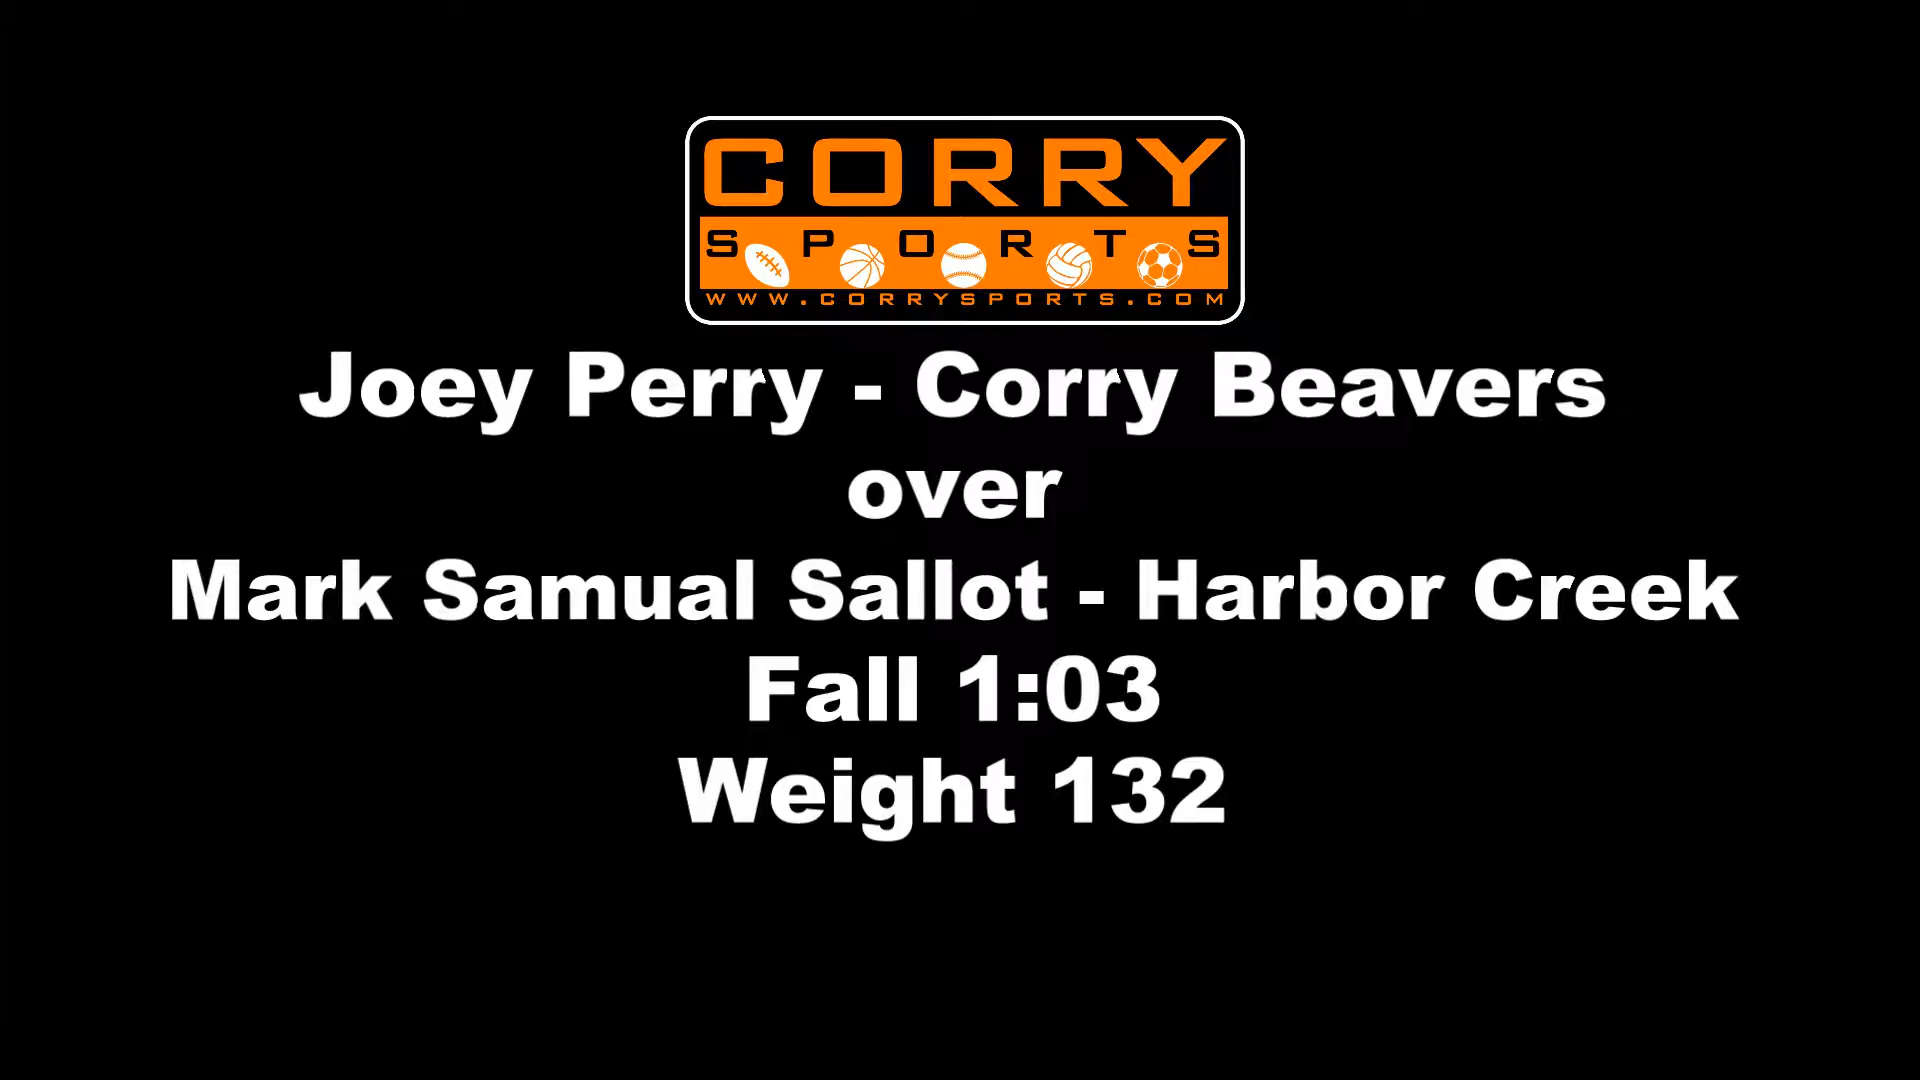 CORRY
SPORTS
WWW.CORRYSPORTS.COM
Joey Perry - Corry Beavers
over
Mark Samual Sallot - Harbor Creek
Fall 1:03
Weight 132